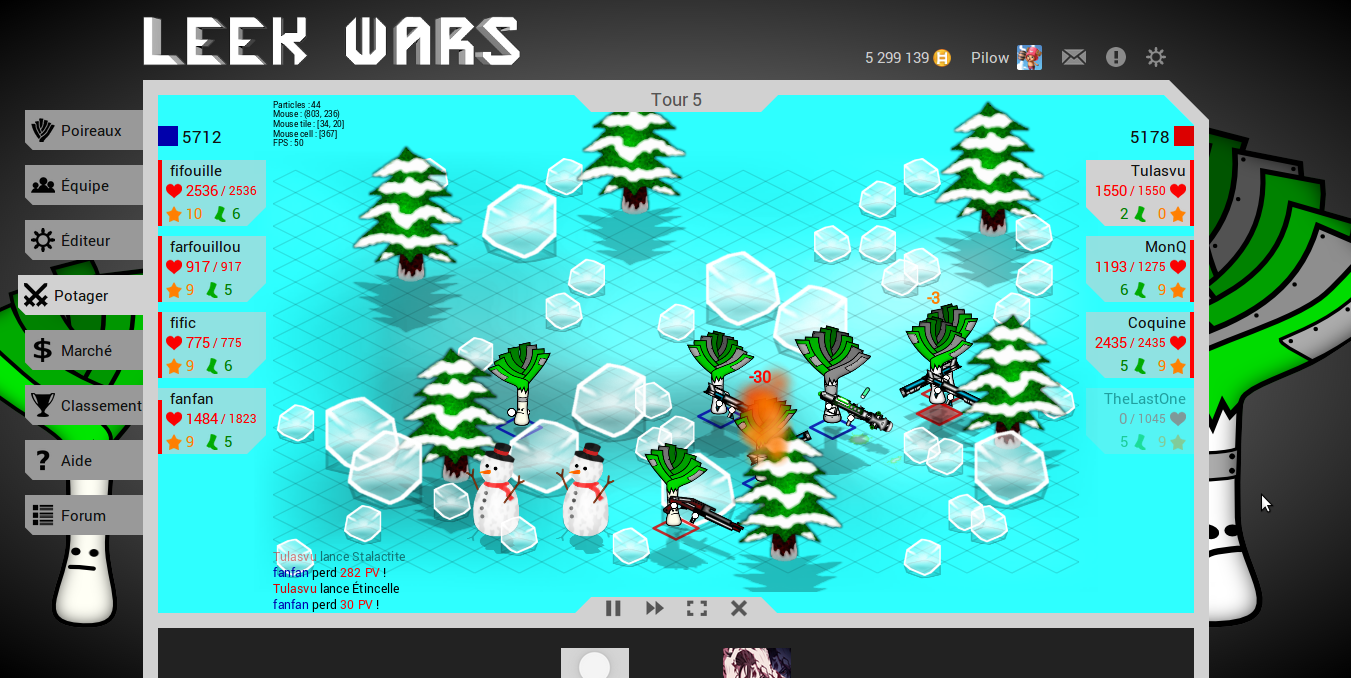 LEEK WARS
5 299 139
Pilow
Poireaux
Équipe
Éditeur
Potager
Marché
Classement
Aide
Forum
Tour 5
Particles : 44
Mouse : (803, 236)
Mouse tile : [34, 20]
Mouse cell : [367]
FPS : 50
5712
fifouille
2536 / 2536
10 6
farfouillou
917 / 917
9 5
fific
775 / 775
9 6
fanfan
1484 / 1823
9 5
5178
Tulasvu
1550 / 1550
2 0
MonQ
1193 / 1275
6 9
Coquine
2435 / 2435
5 9
TheLastOne
0 / 1045
5 9
-3
-30
Tulasvu lance Stalactite
fanfan perd 282 PV !
Tulasvu lance Étincelle
fanfan perd 30 PV !